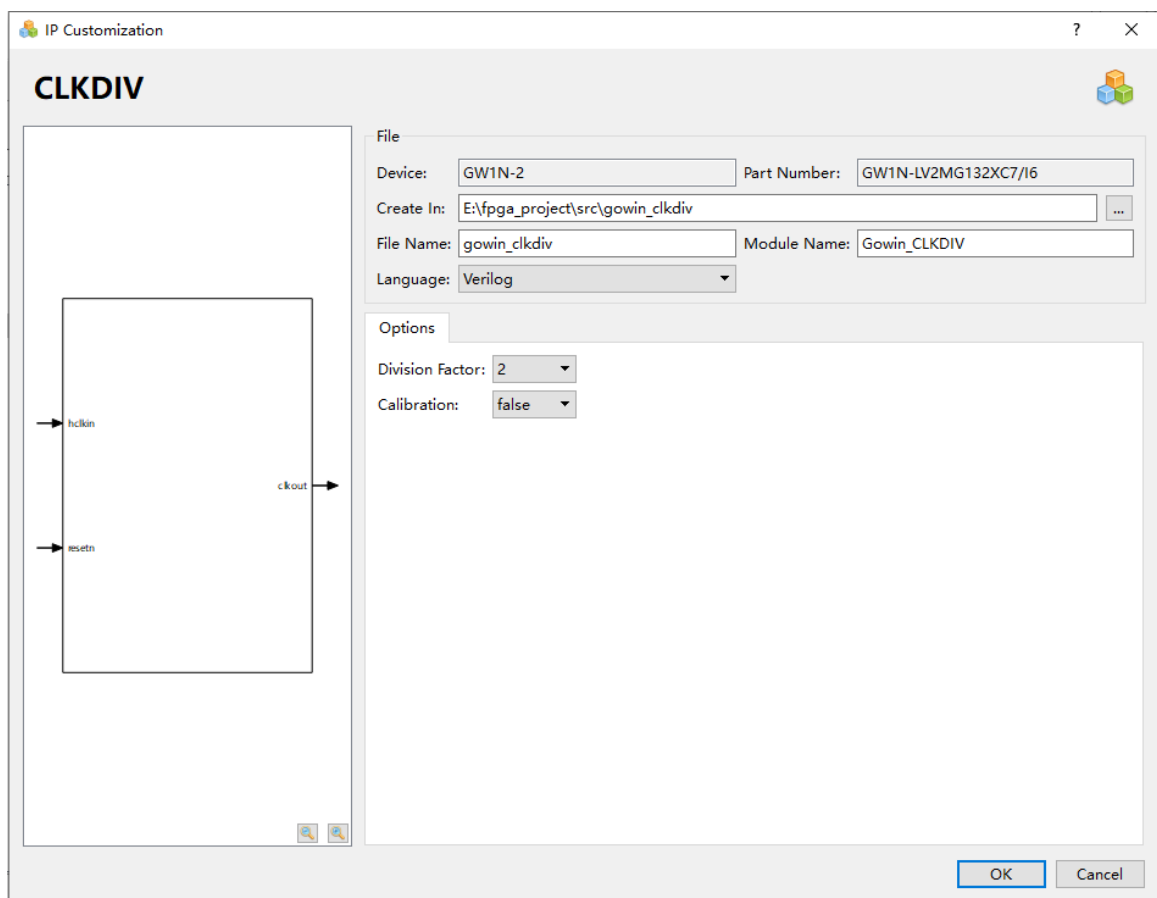 IP Customization
?
CLKDIV
File
Device: GW1N-2 Part Number: GW1N-LV2MG132XC7/I6
Create In: E:\fpga_project\src\gowin_clkdiv ...
File Name: gowin_clkdiv Module Name: Gowin_CLKDIV
Language: Verilog
Options
Division Factor: 2
Calibration: false
hclkin
clkout
resetn
OK Cancel